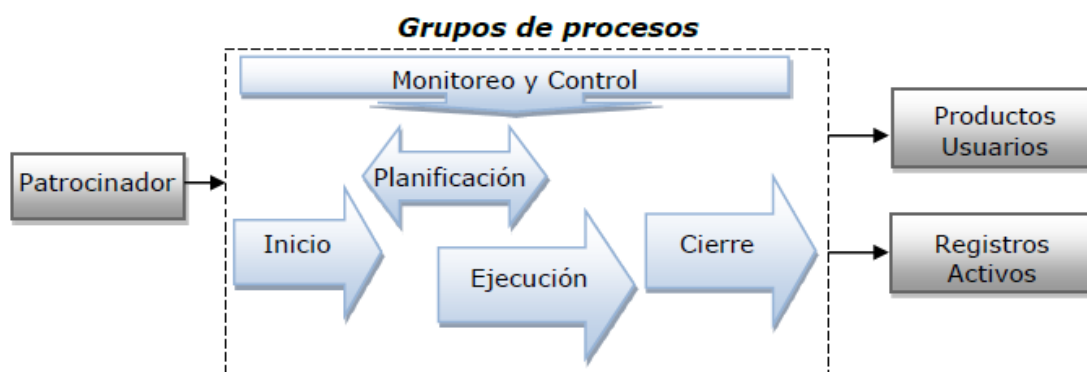 Grupos de procesos
Monitoreo y Control
Patrocinador
Planificación
Inicio
Ejecución
Cierre
Productos
Usuarios
Registros
Activos